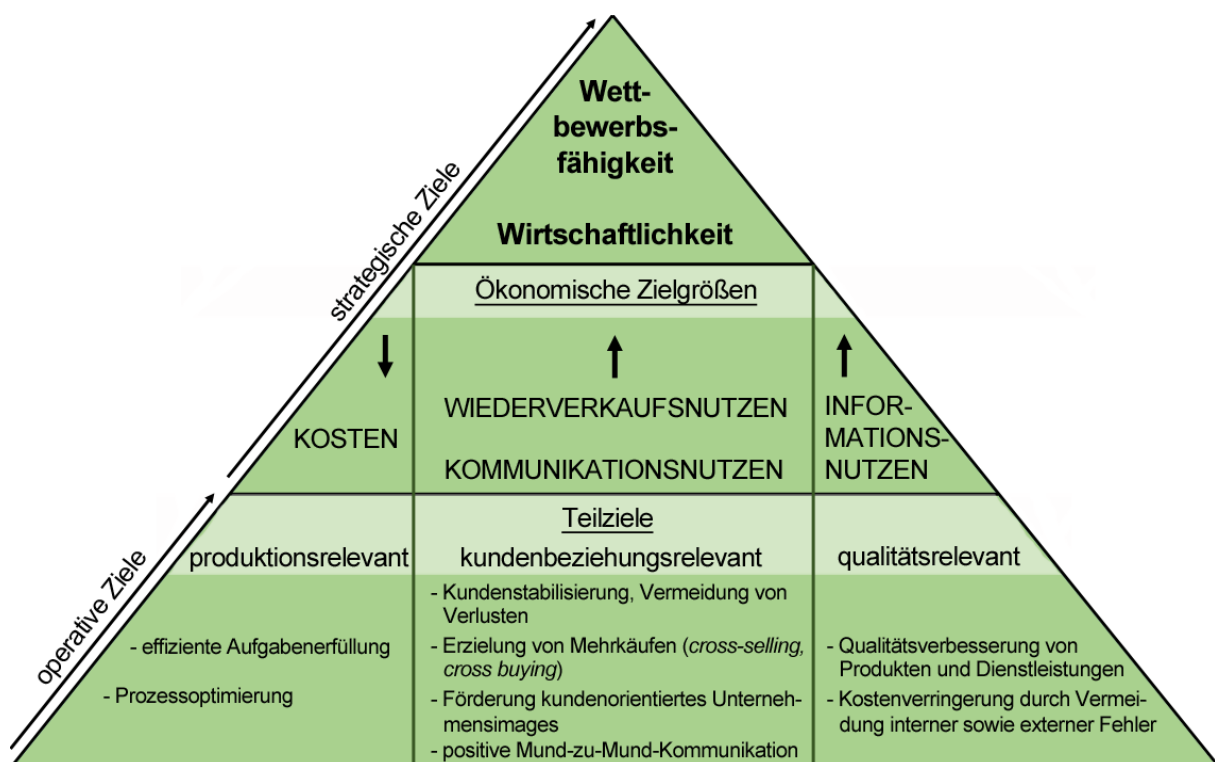 Wett-
bewerbs-
fähigkeit
Wirtschaftlichkeit
strategische Ziele
Ökonomische Zielgrößen
KOSTEN
WIEDERVERKAUFSNUTZEN
KOMMUNIKATIONSNUTZEN
INFOR-
MATIONS-
NUTZEN
operative Ziele
Teilziele
produktionsrelevant
kundenbeziehungsrelevant
qualitätsrelevant
- effiziente Aufgabenerfüllung
- Prozessoptimierung
- Kundenstabilisierung, Vermeidung von
Verlusten
- Erzielung von Mehrkäufen (cross-selling,
cross buying)
- Förderung kundenorientiertes Unterneh-
mensimages
- positive Mund-zu-Mund-Kommunikation
- Qualitätsverbesserung von
Produkten und Dienstleistungen
- Kostenverringerung durch Vermei-
dung interner sowie externer Fehler